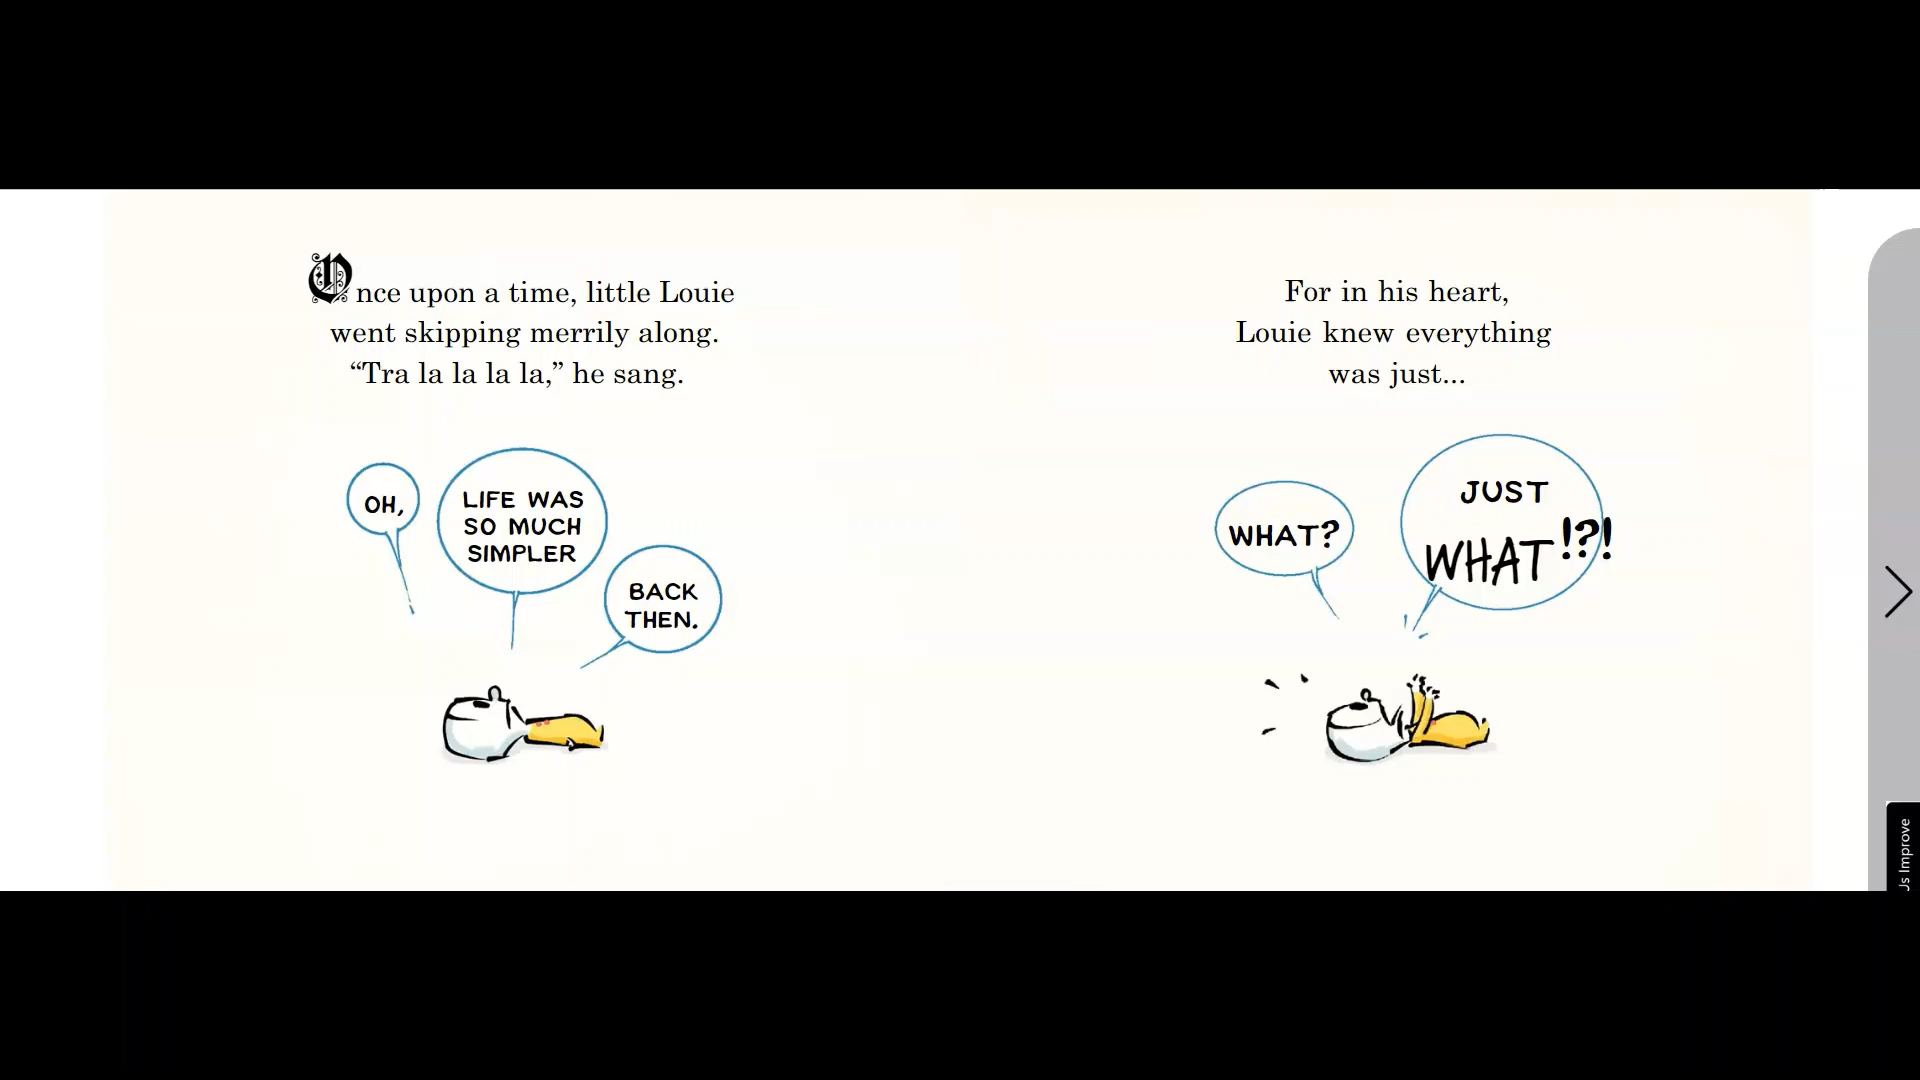 Once upon a time, little Louie
went skipping merrily along.
“Tra la la la la,” he sang.
OH,
LIFE WAS
SO MUCH
SIMPLER
BACK
THEN.
For in his heart,
Louie knew everything
was just...
WHAT?
JUST
WHAT!?!
Us Improve